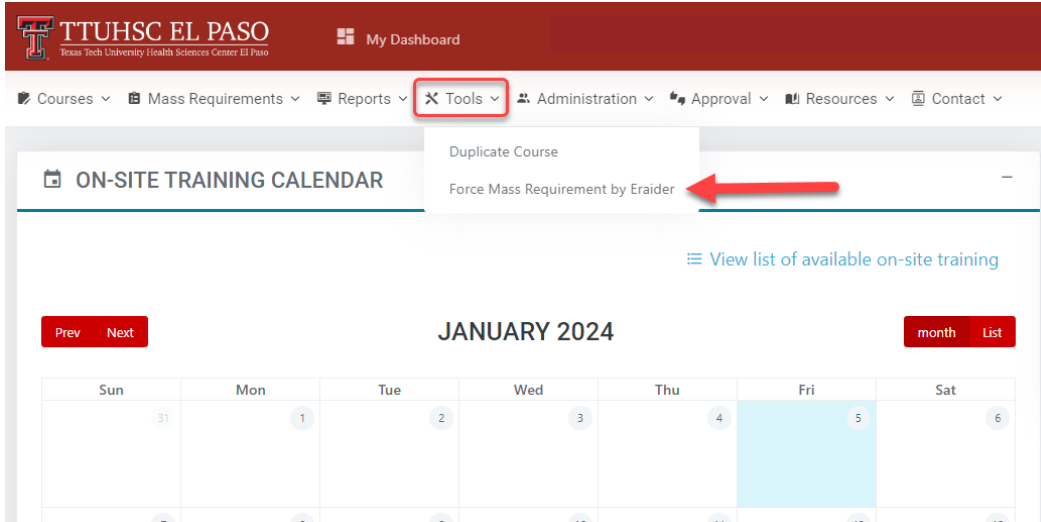 TTUHSC EL PASO
Texas Tech University Health Sciences Center El Paso
My Dashboard
Courses Mass Requirements Reports Tools Administration Approval Resources Contact
Duplicate Course
Force Mass Requirement by Eraider
ON-SITE TRAINING CALENDAR
View list of available on-site training
Prev Next
JANUARY 2024
month List
Sun Mon Tue Wed Thu Fri Sat
31 1 2 3 4 5 6